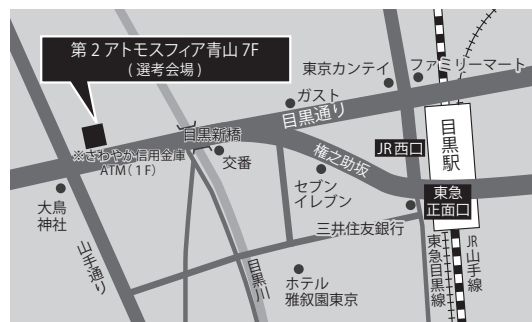 第2アトモスフィア青山7F
(選考会場)
東京カンテイ
ファミリーマート
ガスト
目黒通り
目黒新橋
※さわやか信用金庫
ATM(1F)
交番
権之助坂
JR西口
目黒駅
セブン
イレブン
東急
正面口
大鳥
神社
三井住友銀行
山手通り
目黒川
ホテル
雅叙園東京
東急目黒線
JR山手線